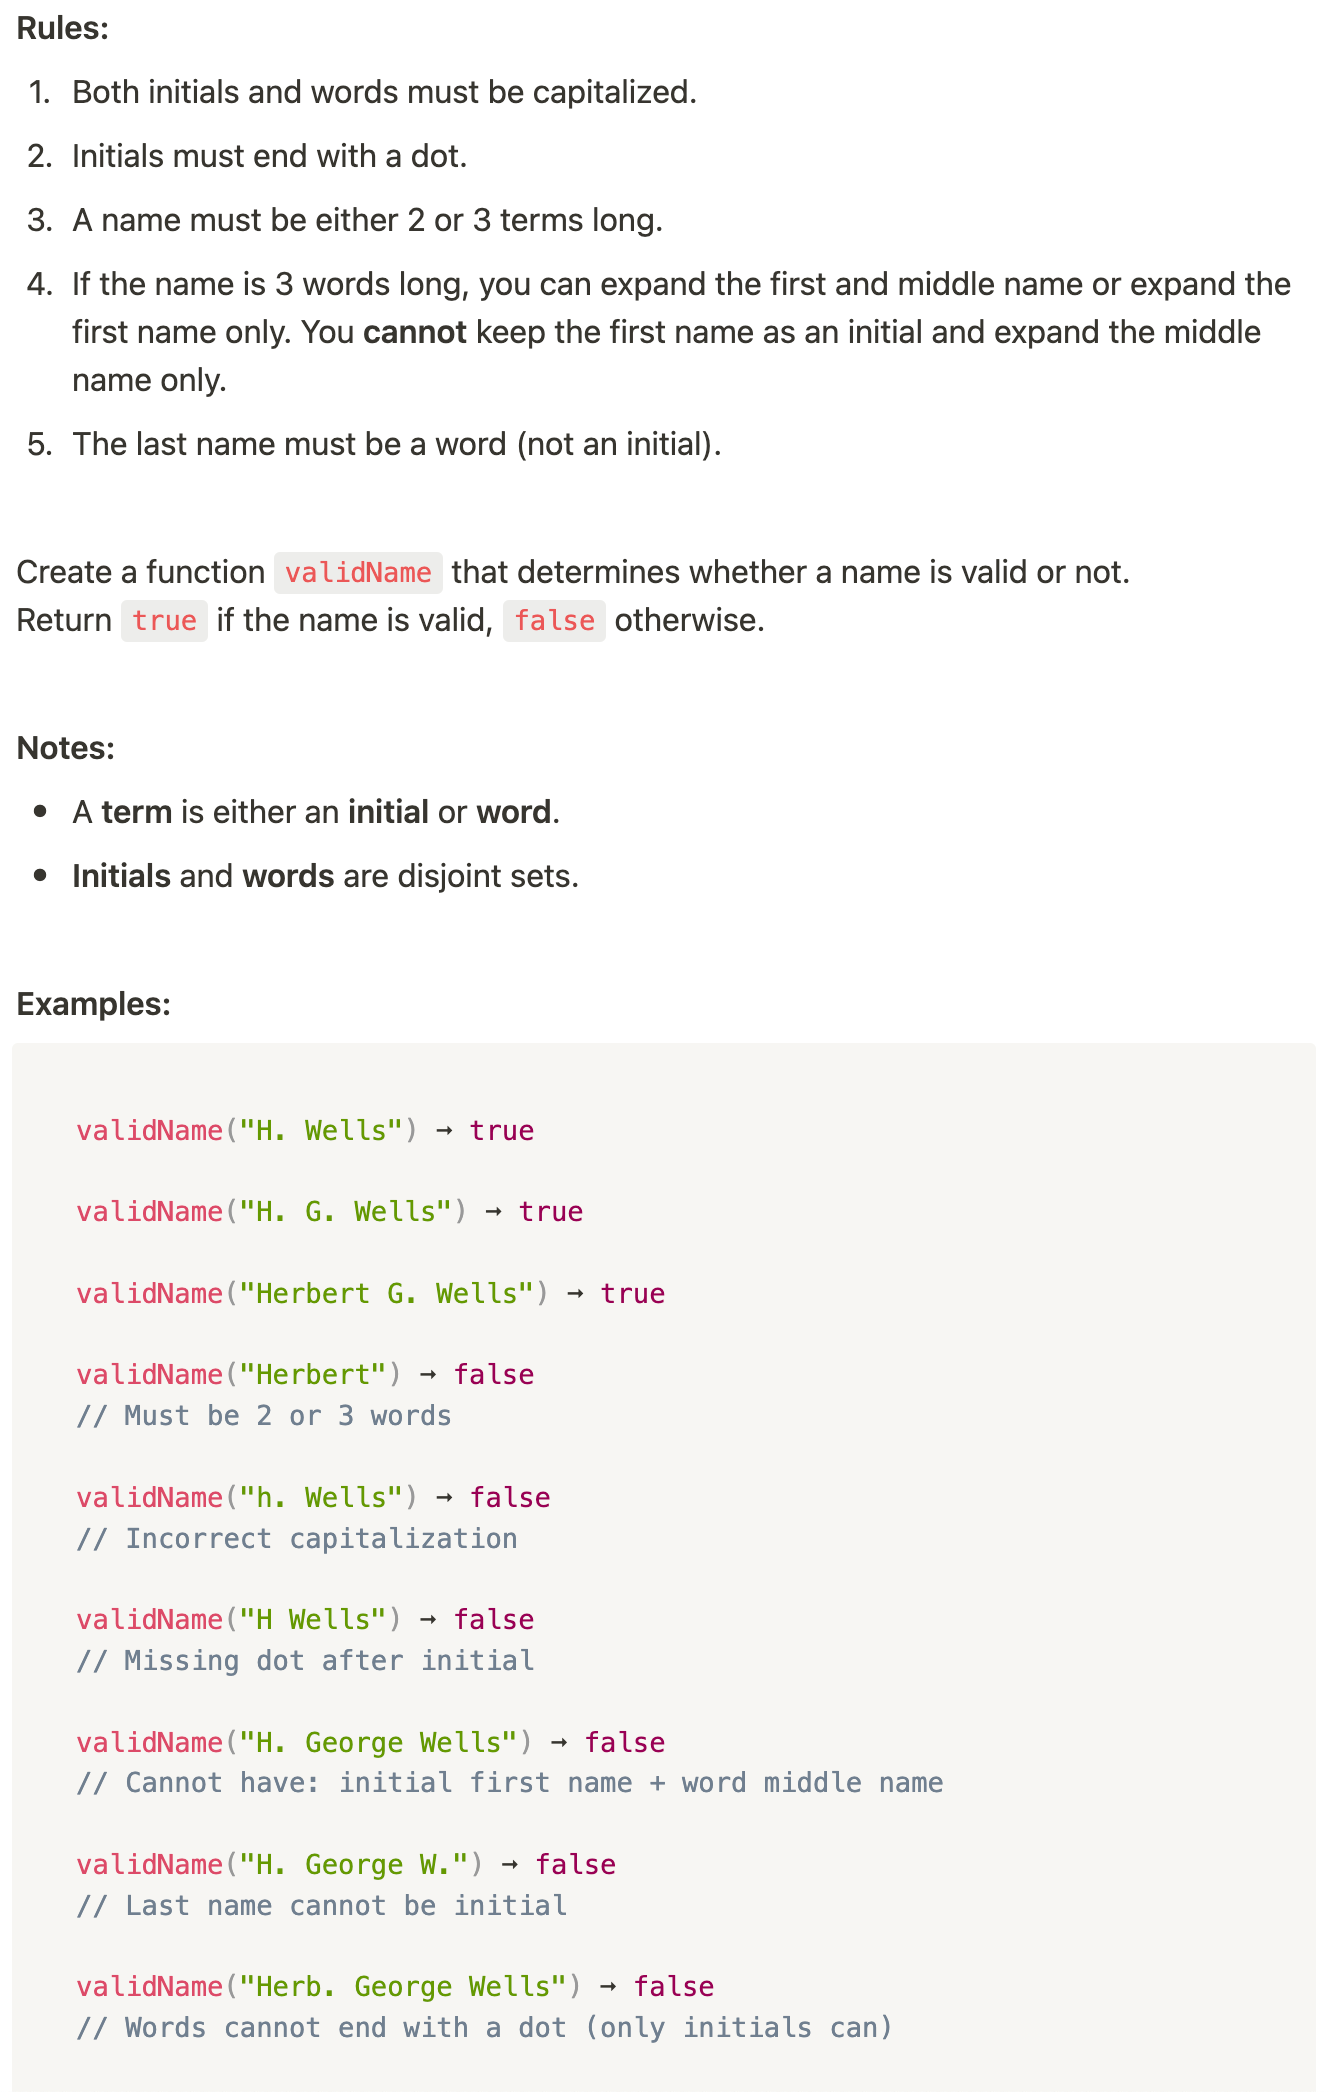 Rules:
1. Both initials and words must be capitalized.
2. Initials must end with a dot.
3. A name must be either 2 or 3 terms long.
4. If the name is 3 words long, you can expand the first and middle name or expand the
first name only. You cannot keep the first name as an initial and expand the middle
name only.
5. The last name must be a word (not an initial).
Create a function validName that determines whether a name is valid or not.
Return true if the name is valid, false otherwise.
Notes:
• A term is either an initial or word.
• Initials and words are disjoint sets.
Examples:
validName("H. Wells") → true
validName("H. G. Wells") → true
validName("Herbert G. Wells") → true
validName("Herbert") → false
// Must be 2 or 3 words
validName("h. Wells") → false
// Incorrect capitalization
validName("H Wells") → false
// Missing dot after initial
validName("H. George Wells") → false
// Cannot have: initial first name + word middle name
validName("H. George W.") → false
// Last name cannot be initial
validName("Herb. George Wells") → false
// Words cannot end with a dot (only initials can)